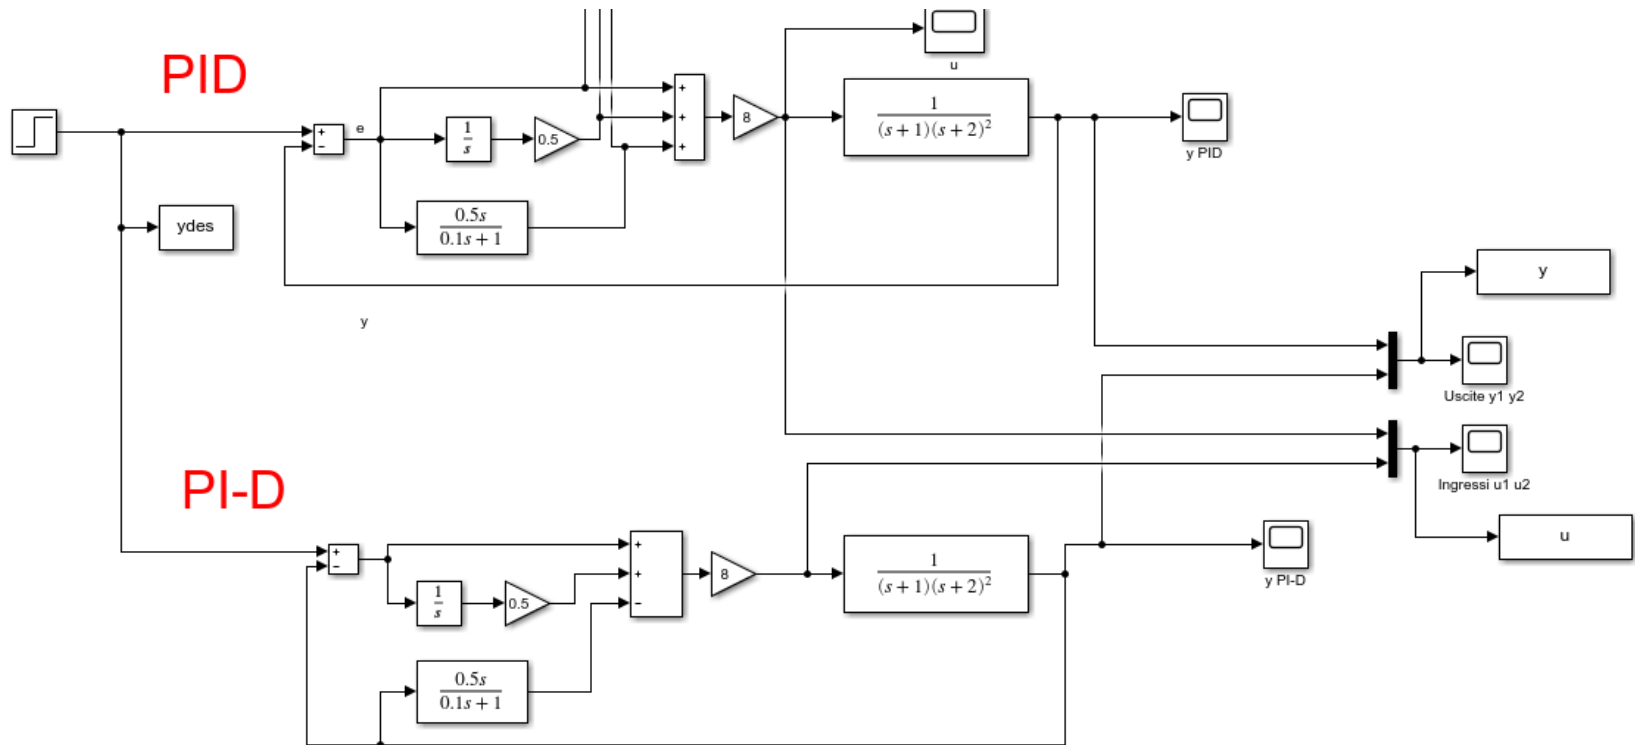 PID
u
+
+
+
8
1
(s + 1)(s + 2)²
y PID
+
−
e
1
s
0.5
0.5s
0.1s + 1
ydes
y
y
Uscite y1 y2
Ingressi u1 u2
u
PI-D
+
−
1
s
0.5
+
+
−
8
1
(s + 1)(s + 2)²
y PI-D
0.5s
0.1s + 1